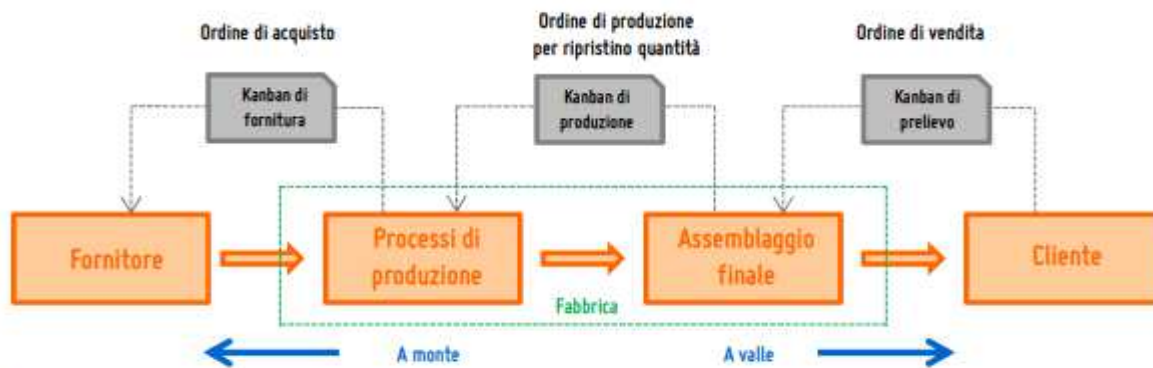 Ordine di acquisto
Ordine di produzione
per ripristino quantità
Ordine di vendita
Kanban di
fornitura
Kanban di
produzione
Kanban di
prelievo
Fornitore
Processi di
produzione
Assemblaggio
finale
Cliente
Fabbrica
A monte
A valle